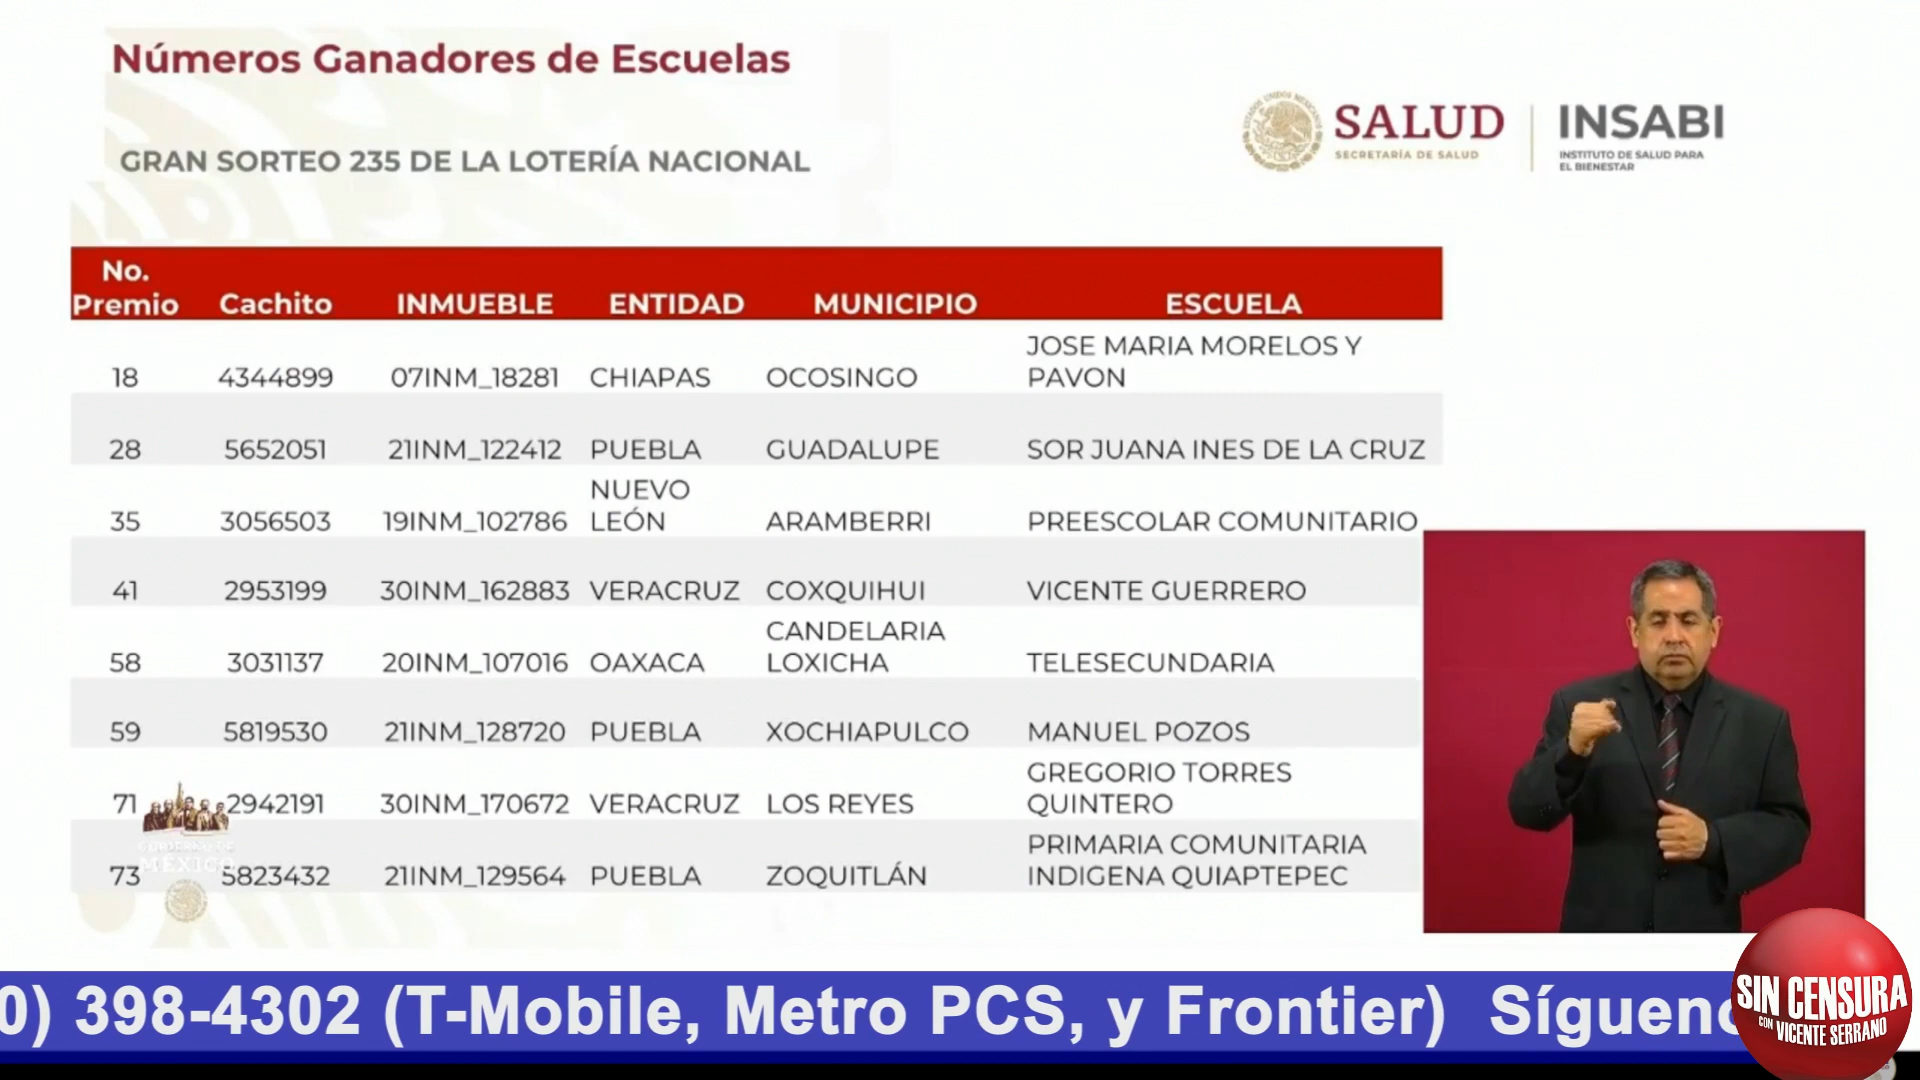 Números Ganadores de Escuelas
GRAN SORTEO 235 DE LA LOTERÍA NACIONAL
SALUD
SECRETARÍA DE SALUD
INSABI
INSTITUTO DE SALUD PARA
EL BIENESTAR
No. Premio Cachito INMUEBLE ENTIDAD MUNICIPIO ESCUELA
18 4344899 07INM_18281 CHIAPAS OCOSINGO JOSE MARIA MORELOS Y PAVON
28 5652051 21INM_122412 PUEBLA GUADALUPE SOR JUANA INES DE LA CRUZ
35 3056503 19INM_102786 NUEVO LEÓN ARAMBERRI PREESCOLAR COMUNITARIO
41 2953199 30INM_162883 VERACRUZ COXQUIHUI VICENTE GUERRERO
58 3031137 20INM_107016 OAXACA CANDELARIA LOXICHA TELESECUNDARIA
59 5819530 21INM_128720 PUEBLA XOCHIAPULCO MANUEL POZOS
71 2942191 30INM_170672 VERACRUZ LOS REYES GREGORIO TORRES QUINTERO
73 5823432 21INM_129564 PUEBLA ZOQUITLÁN PRIMARIA COMUNITARIA INDIGENA QUIAPTEPEC
GOBIERNO DE
MÉXICO
0) 398-4302 (T-Mobile, Metro PCS, y Frontier) Síguen
SIN CENSURA
CON VICENTE SERRANO